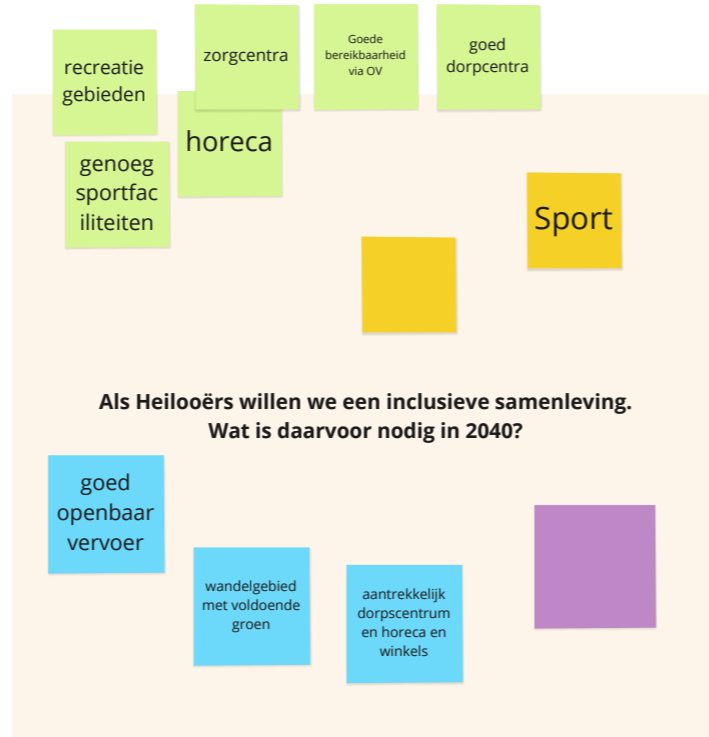 recreatie
gebieden
zorgcentra
Goede
bereikbaarheid
via OV
goed
dorpcentra
horeca
genoeg
sportfac
iliteiten
Sport
Als Heilooërs willen we een inclusieve samenleving.
Wat is daarvoor nodig in 2040?
goed
openbaar
vervoer
wandelgebied
met voldoende
groen
aantrekkelijk
dorpscentrum
en horeca en
winkels